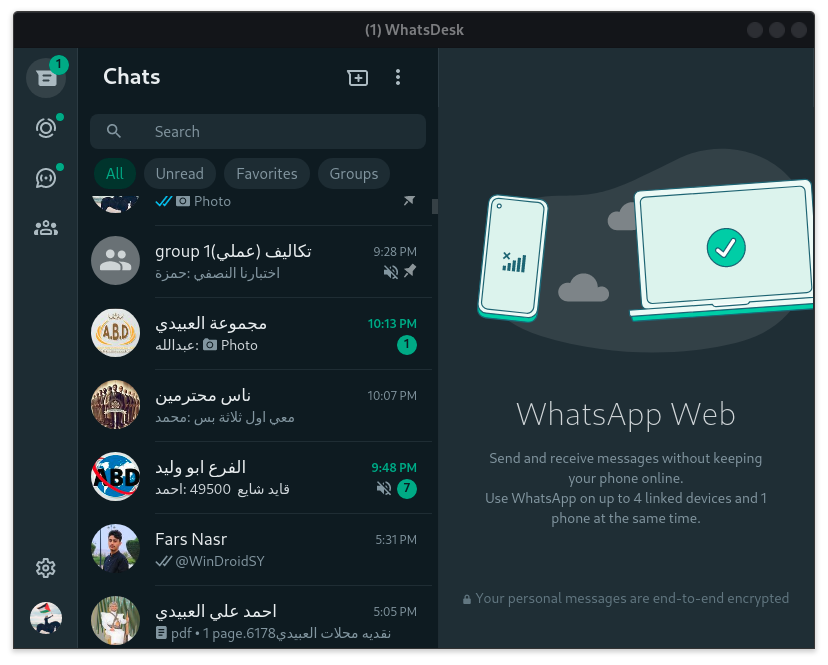 (1) WhatsDesk
1
Chats
Search
All
Unread
Favorites
Groups
Photo
تكاليف (عملي)group 1
9:28 PM
حمزة: اختبارنا النصفي
مجموعة العبيدي
10:13 PM
عبدالله: Photo
1
ناس محترمين
10:07 PM
محمد: معي اول ثلاثة بس
الفرع ابو وليد
9:48 PM
احمد: 49500 قايد شايع
7
Fars Nasr
5:31 PM
@WinDroidSY
احمد علي العبيدي
5:05 PM
نقديه محلات العبيدي6178.pdf • 1 page
A.B.D
ABD
WhatsApp Web
Send and receive messages without keeping
your phone online.
Use WhatsApp on up to 4 linked devices and 1
phone at the same time.
Your personal messages are end-to-end encrypted